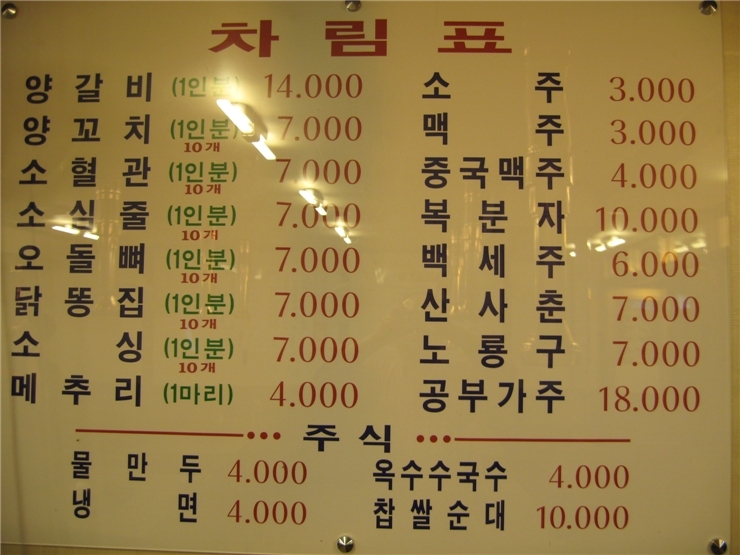 차림표
양갈비 (1인분) 14.000
양꼬치 (1인분) 7.000
10개
소혈관 (1인분) 7.000
10개
소심줄 (1인분) 7.000
10개
오돌뼈 (1인분) 7.000
10개
닭똥집 (1인분) 7.000
10개
소싱 (1인분) 7.000
10개
메추리 (1마리) 4.000
소주 3.000
맥주 3.000
중국맥주 4.000
복분자 10.000
백세주 6.000
산사춘 7.000
노룡구 7.000
공부가주 18.000
주식
물만두 4.000
냉면 4.000
옥수수국수 4.000
찹쌀순대 10.000